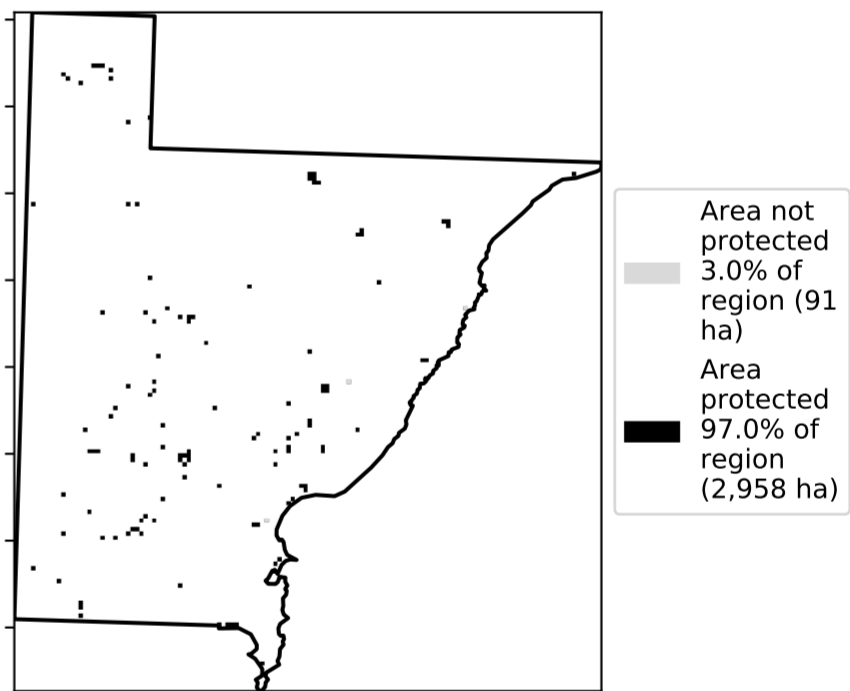 Area not
protected
3.0% of
region (91
ha)
Area
protected
97.0% of
region
(2,958 ha)